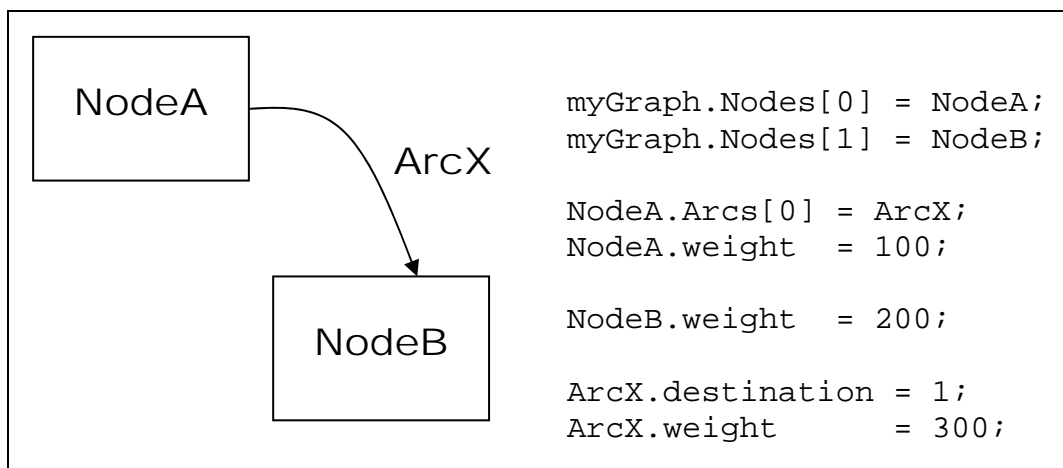 NodeA
ArcX
NodeB
myGraph.Nodes[0] = NodeA;
myGraph.Nodes[1] = NodeB;
NodeA.Arcs[0] = ArcX;
NodeA.weight  = 100;
NodeB.weight  = 200;
ArcX.destination = 1;
ArcX.weight      = 300;